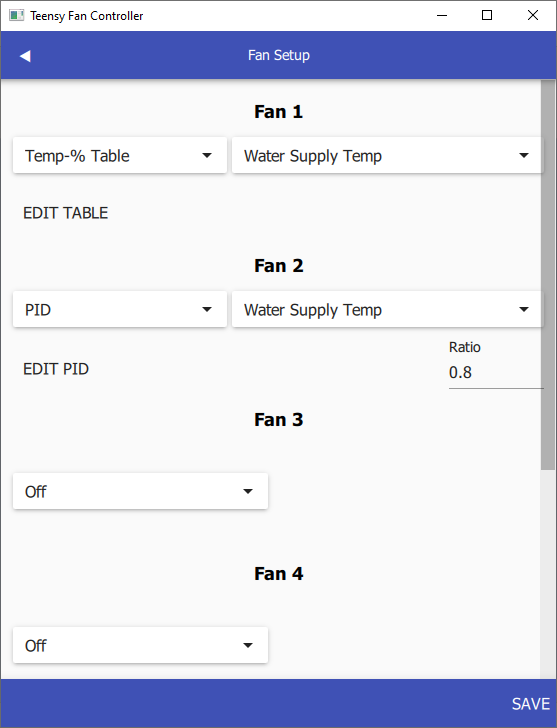 Teensy Fan Controller
Fan Setup
Fan 1
Temp-% Table
Water Supply Temp
EDIT TABLE
Fan 2
PID
Water Supply Temp
Ratio
EDIT PID
0.8
Fan 3
Off
Fan 4
Off
SAVE